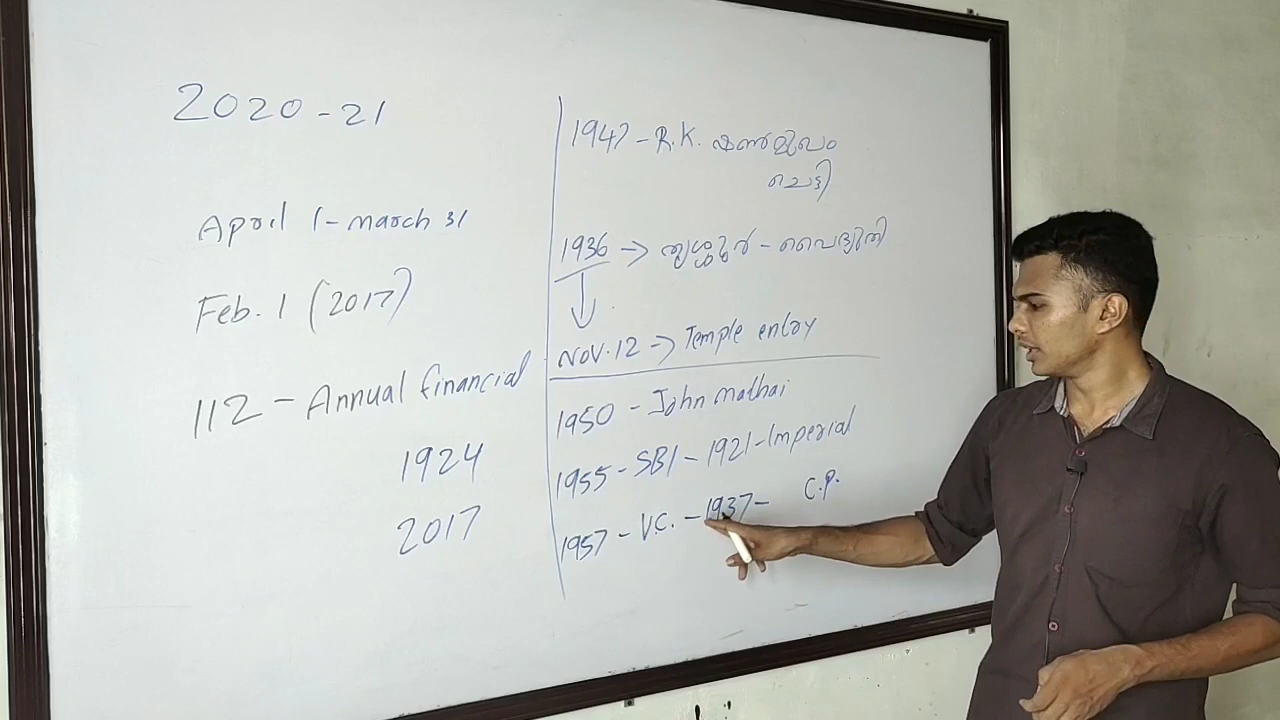 2020-21
April 1 - march 31
Feb. 1 (2017)
112 - Annual financial
1924
2017
1947 - R.K. ഷൺമുഖം
ചെട്ടി
1936 → തൃശ്ശൂർ - വൈദ്യുതി
Nov. 12 → Temple entry
1950 - John mathai
1955 - SBI - 1921 - Imperial
1957 - V.C. - 1937 - C.P.